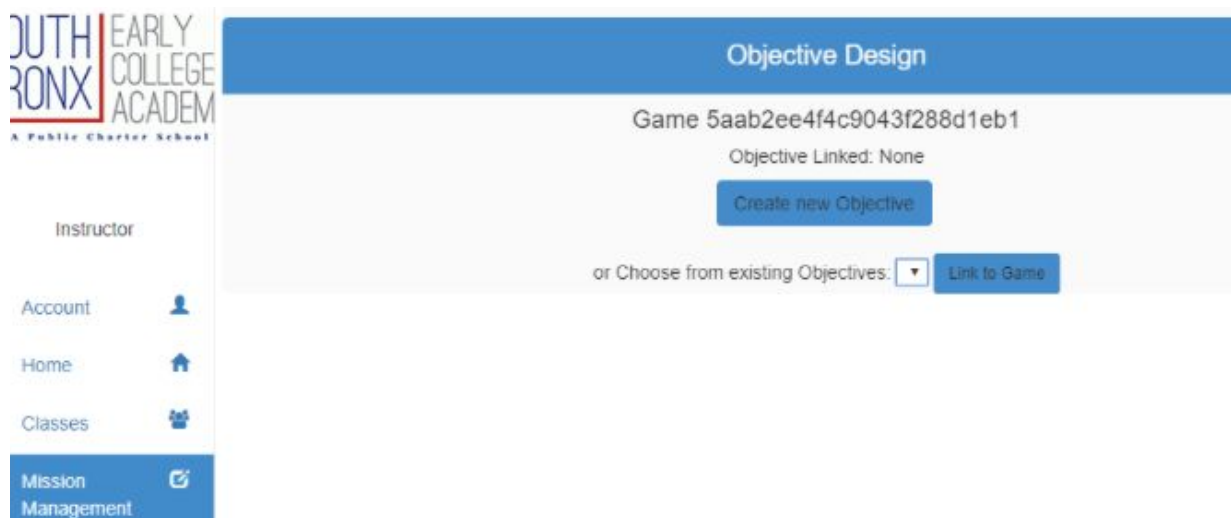 OUTH EARLY
RONX COLLEGE
ACADEM
A Public Charter School
Instructor
Account
Home
Classes
Mission
Management
Objective Design
Game 5aab2ee4f4c9043f288d1eb1
Objective Linked: None
Create new Objective
or Choose from existing Objectives: Link to Game